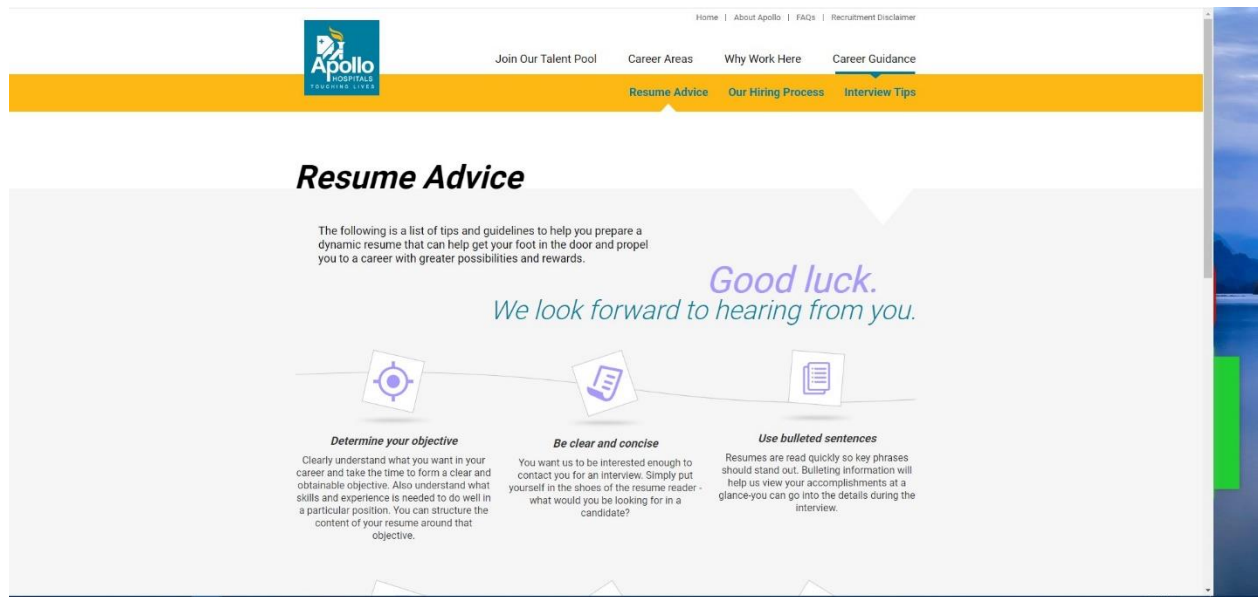 Home | About Apollo | FAQs | Recruitment Disclaimer
Apollo
HOSPITALS
TOUCHING LIVES
Join Our Talent Pool Career Areas Why Work Here Career Guidance
Resume Advice Our Hiring Process Interview Tips
Resume Advice
The following is a list of tips and guidelines to help you prepare a
dynamic resume that can help get your foot in the door and propel
you to a career with greater possibilities and rewards.
Good luck.
We look forward to hearing from you.
Determine your objective
Clearly understand what you want in your
career and take the time to form a clear and
obtainable objective. Also understand what
skills and experience is needed to do well in
a particular position. You can structure the
content of your resume around that
objective.
Be clear and concise
You want us to be interested enough to
contact you for an interview. Simply put
yourself in the shoes of the resume reader -
what would you be looking for in a
candidate?
Use bulleted sentences
Resumes are read quickly so key phrases
should stand out. Bulleting information will
help us view your accomplishments at a
glance-you can go into the details during the
interview.